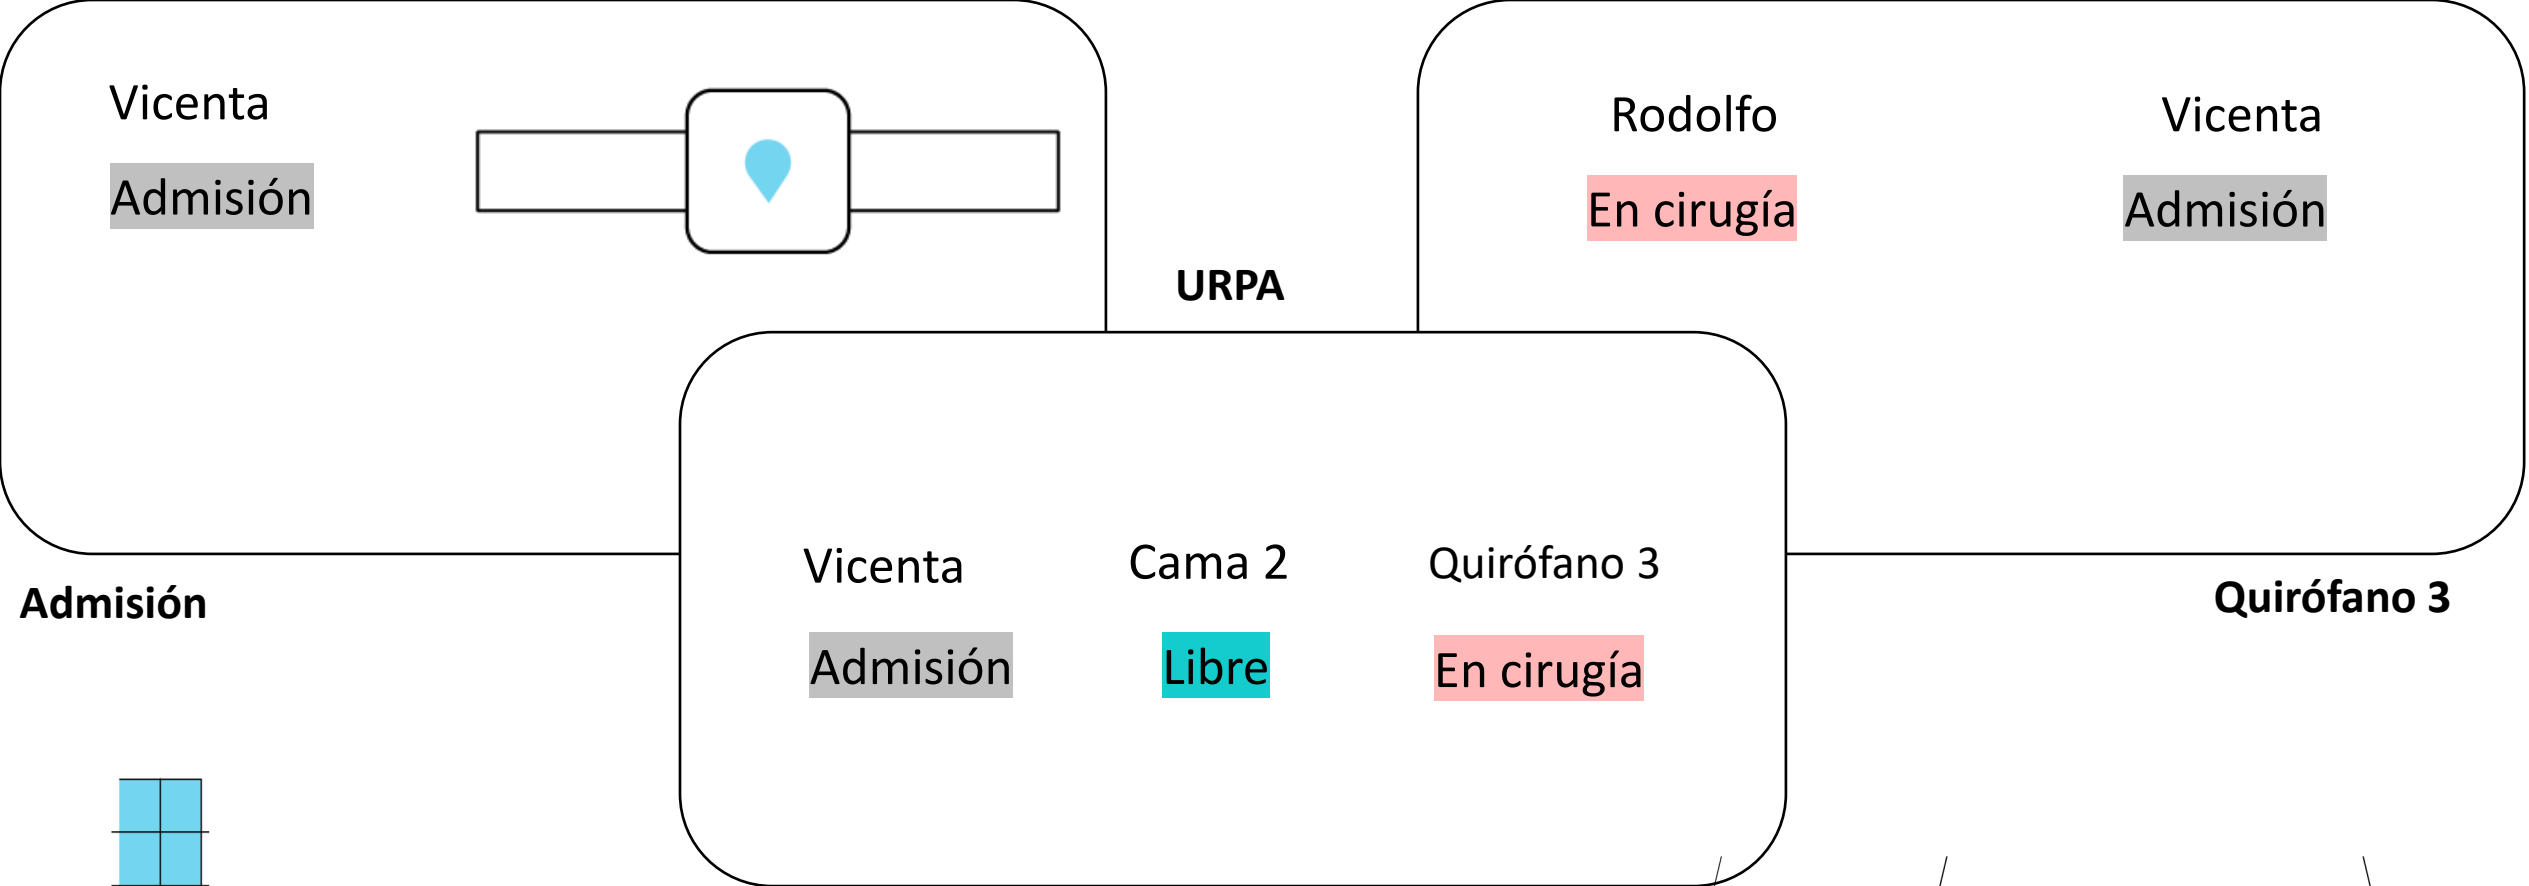 Vicenta
Admisión
Rodolfo
Vicenta
En cirugía
Admisión
URPA
Vicenta
Cama 2
Quirófano 3
Admisión
Libre
En cirugía
Admisión
Quirófano 3